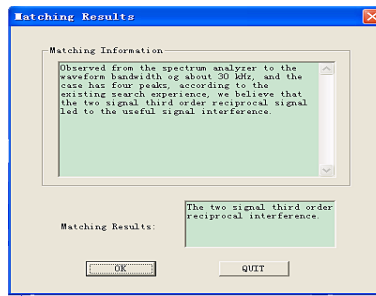 Matching Results
Matching Information
Observed from the spectrum analyzer to the
waveform bandwidth og about 30 kHz, and the
case has four peaks, according to the
existing search experience, we believe that
the two signal third order reciprocal signal
led to the useful signal interference.
Matching Results:
The two signal third order
reciprocal interference.
OK
QUIT